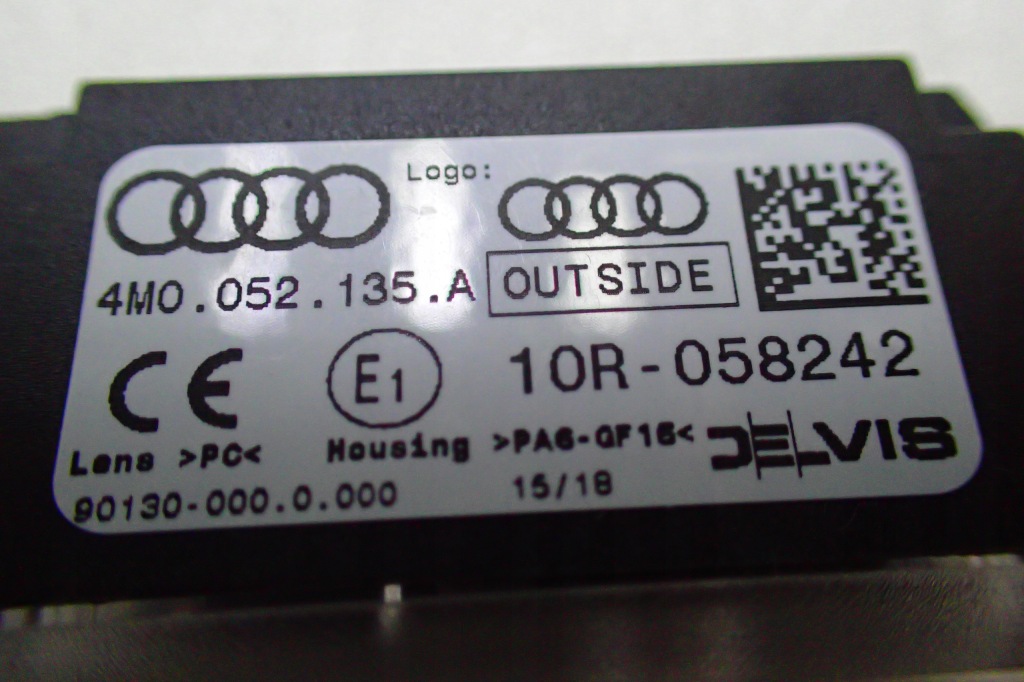 Logo:
4M0.052.135.A
OUTSIDE
CE
E1
10R-058242
Lens >PC<
Housing >PA6-GF15<
DELVIS
90130-000.0.000
15/18